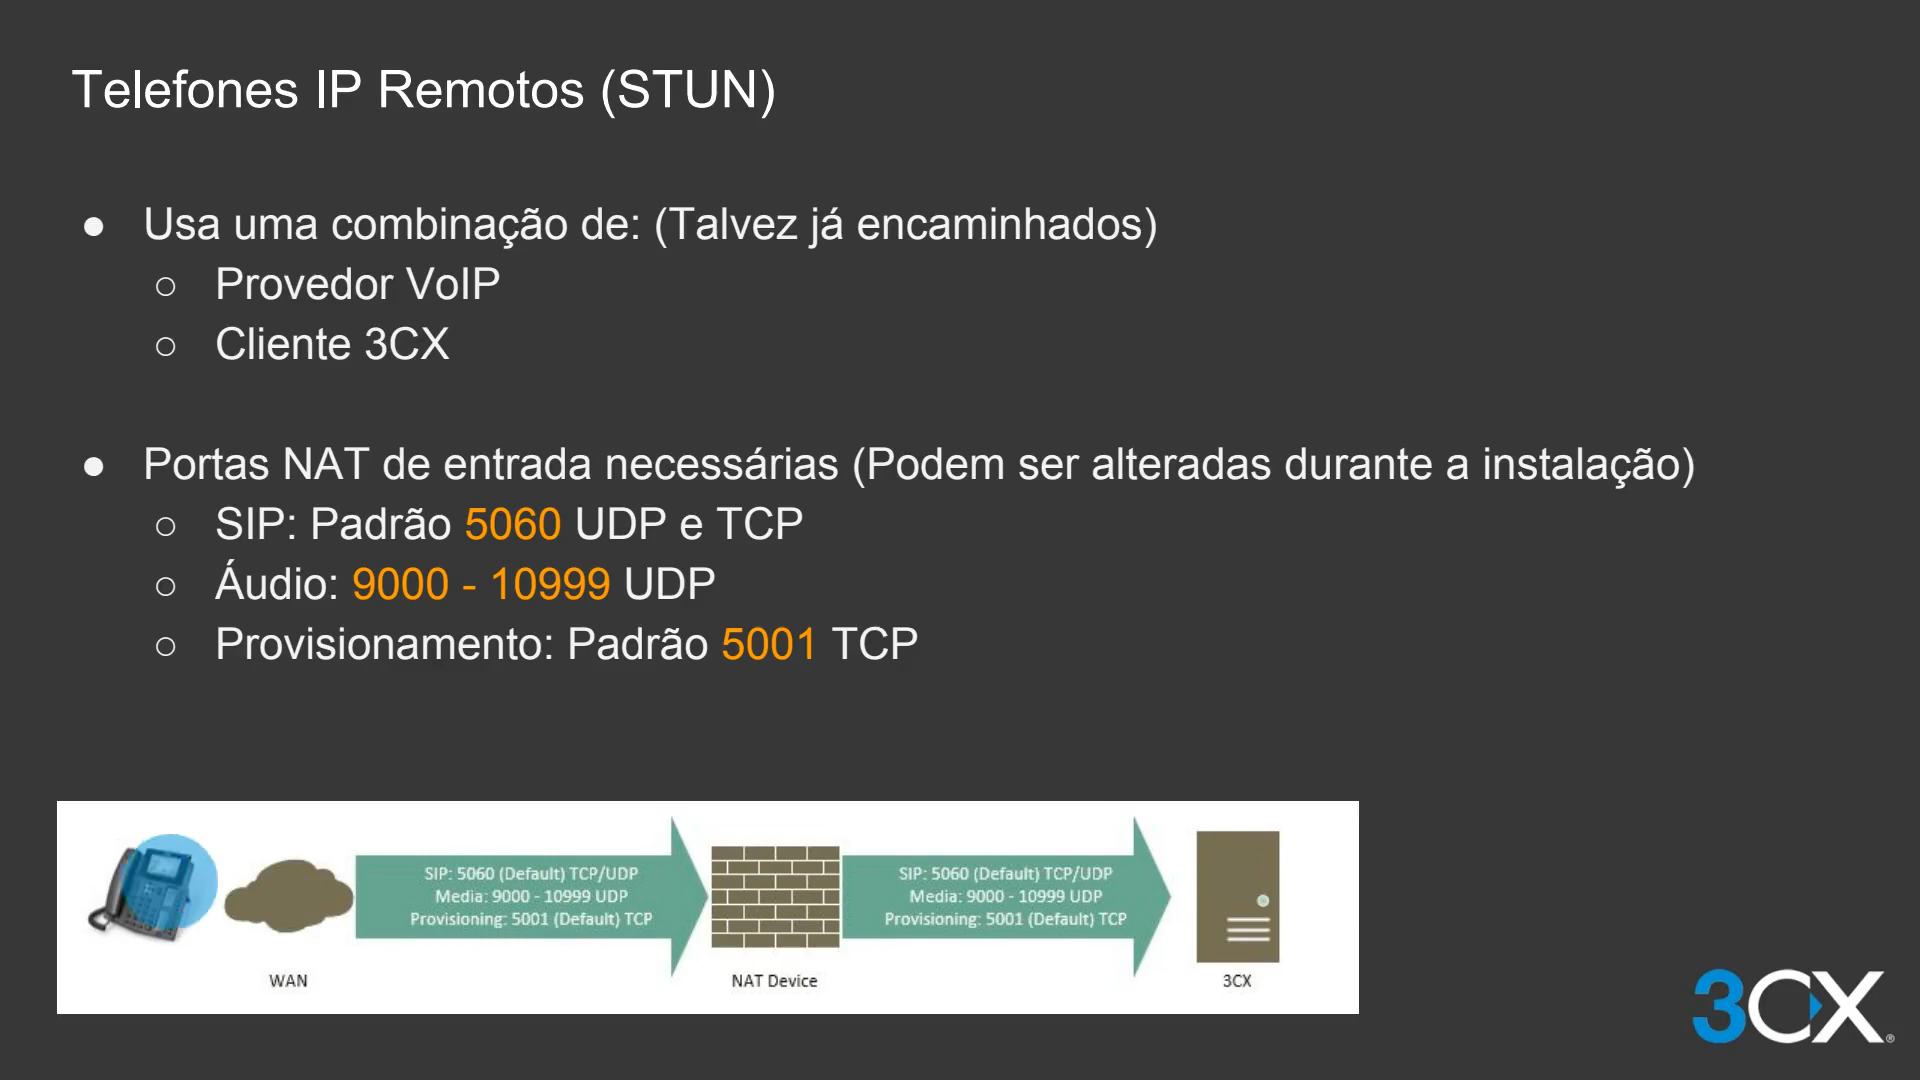 Telefones IP Remotos (STUN)
● Usa uma combinação de: (Talvez já encaminhados)
○ Provedor VoIP
○ Cliente 3CX
● Portas NAT de entrada necessárias (Podem ser alteradas durante a instalação)
○ SIP: Padrão 5060 UDP e TCP
○ Áudio: 9000 - 10999 UDP
○ Provisionamento: Padrão 5001 TCP
SIP: 5060 (Default) TCP/UDP
Media: 9000 - 10999 UDP
Provisioning: 5001 (Default) TCP
SIP: 5060 (Default) TCP/UDP
Media: 9000 - 10999 UDP
Provisioning: 5001 (Default) TCP
WAN
NAT Device
3CX
3CX®